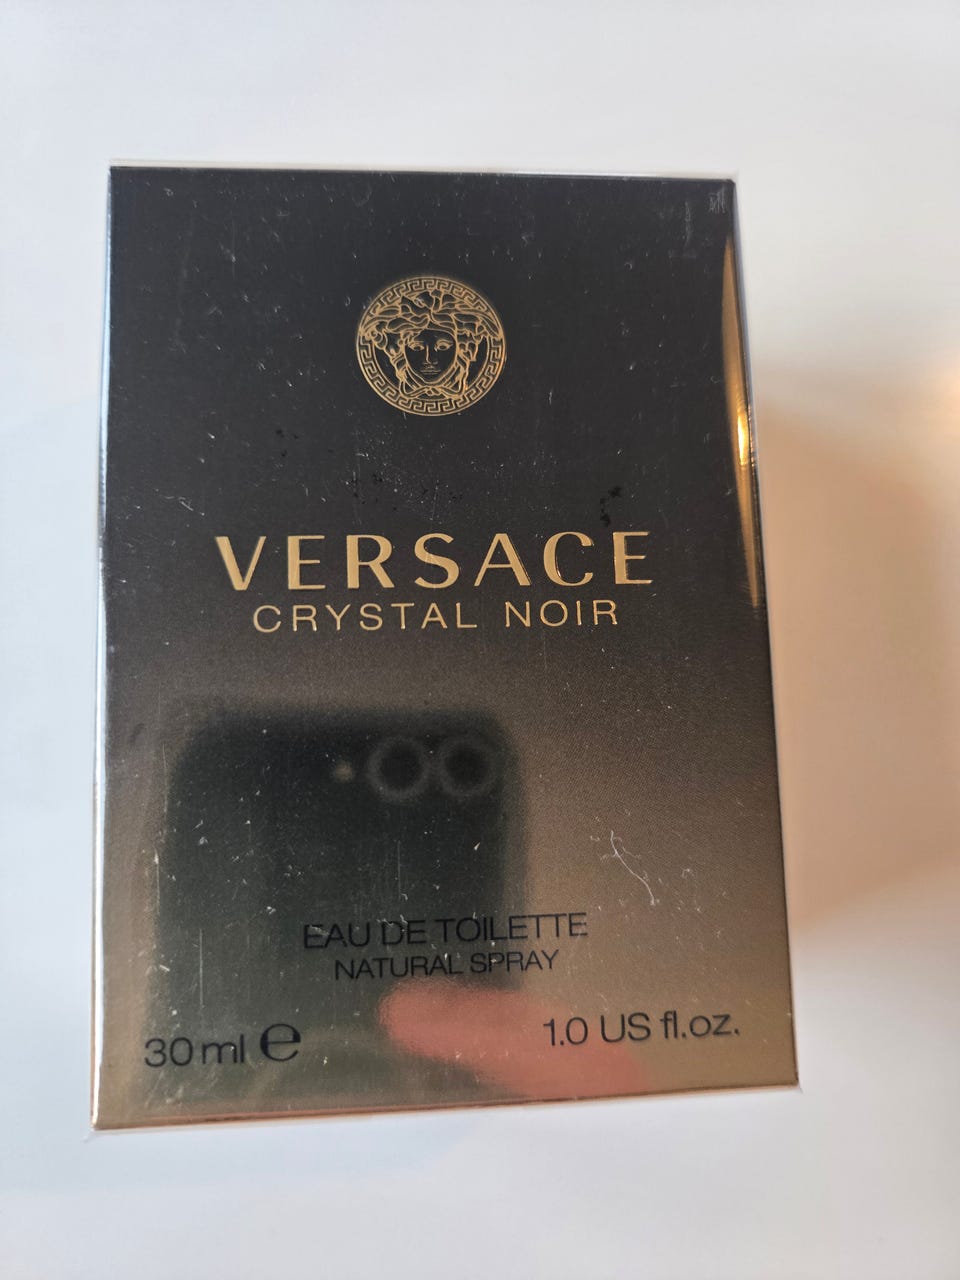 VERSACE
CRYSTAL NOIR
EAU DE TOILETTE
NATURAL SPRAY
30 ml ℮ 1.0 US fl.oz.